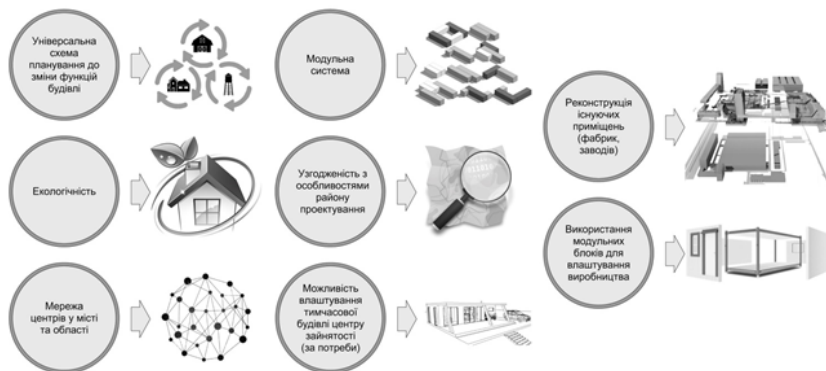 Універсальна
схема
планування до
зміни функцій
будівлі
Модульна
система
Реконструкція
існуючих
приміщень
(фабрик,
заводів)
Екологічність
Узгодженість з
особливостями
району
проектування
Використання
модульних
блоків для
влаштування
виробництва
Мережа
центрів у місті
та області
Можливість
влаштування
тимчасової
будівлі центру
зайнятості
(за потреби)